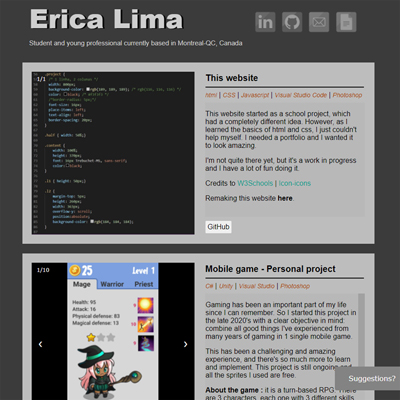 Erica Lima
Student and young professional currently based in Montreal-QC, Canada
1/1
This website
html | CSS | Javascript | Visual Studio Code | Photoshop
This website started as a school project, which
had a completely different idea. However, as I
learned the basics of html and css, I just couldn't
help myself. I needed a portfolio and I wanted it
to look amazing.
I'm not quite there yet, but it's a work in progress
and I have a lot of fun doing it.
Credits to W3Schools | Icon-icons
Remaking this website here.
GitHub
1/10
25
Level 1
Mage Warrior Priest
Health: 95
Attack: 16
Physical defense: 83
Magical defense: 13
Mobile game - Personal project
C# | Unity | Visual Studio | Photoshop
Gaming has been an important part of my life
since I can remember. So I started this project in
the late 2020's with a clear objective in mind:
combine all good things I've experienced from
many years of gaming in 1 single mobile game.
This has been a challenging and amazing
experience, and there's so much more to learn
and implement. This project is still ongoing and
all the sprites I used are free.
About the game : it is a turn-based RPG. There
are 3 characters, each one with 3 different skills
Suggestions?